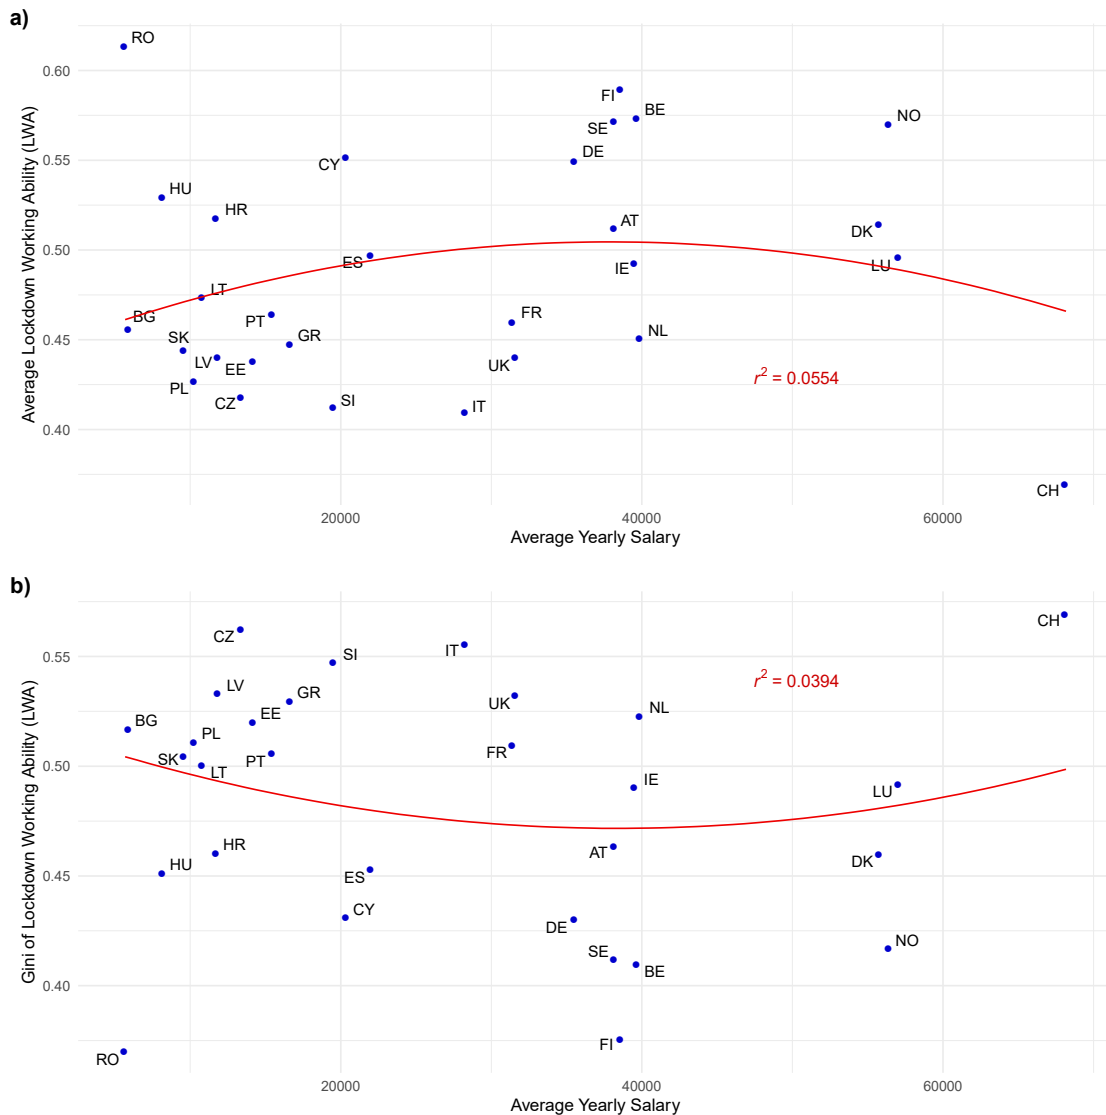 a)
RO
0.60
FI
BE
NO
SE
DE
0.55
CY
HU
HR
AT
DK
0.50
ES
IE
LU
LT
BG
PT
FR
SK
GR
NL
0.45
LV
EE
UK
PL
r² = 0.0554
CZ
SI
IT
0.40
CH
Average Lockdown Working Ability (LWA)
20000
40000
60000
Average Yearly Salary
b)
CH
CZ
IT
SI
0.55
r² = 0.0394
LV
GR
UK
NL
BG
EE
PL
FR
SK
PT
LT
0.50
IE
LU
HR
AT
HU
DK
ES
0.45
CY
DE
SE
NO
BE
0.40
RO
FI
Gini of Lockdown Working Ability (LWA)
20000
40000
60000
Average Yearly Salary